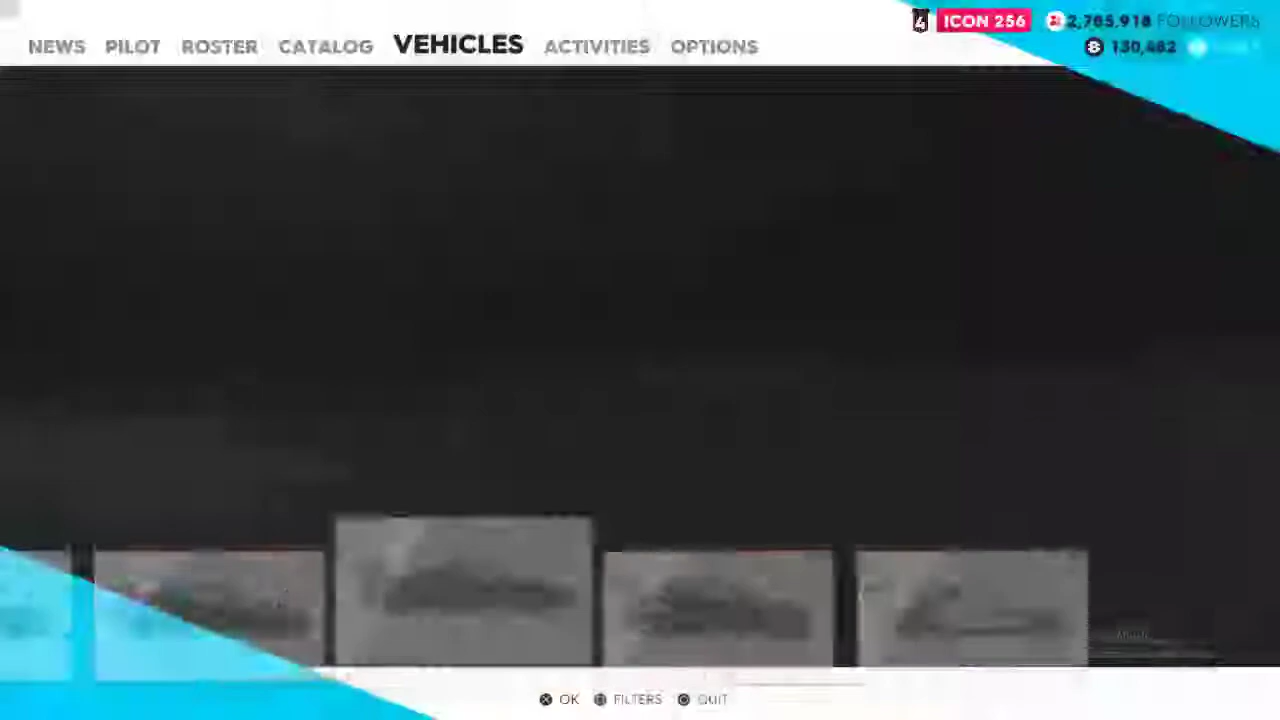 4 ICON 256 2,765,918 FOLLOWERS
NEWS PILOT ROSTER CATALOG VEHICLES ACTIVITIES OPTIONS 130,482
OK FILTERS QUIT